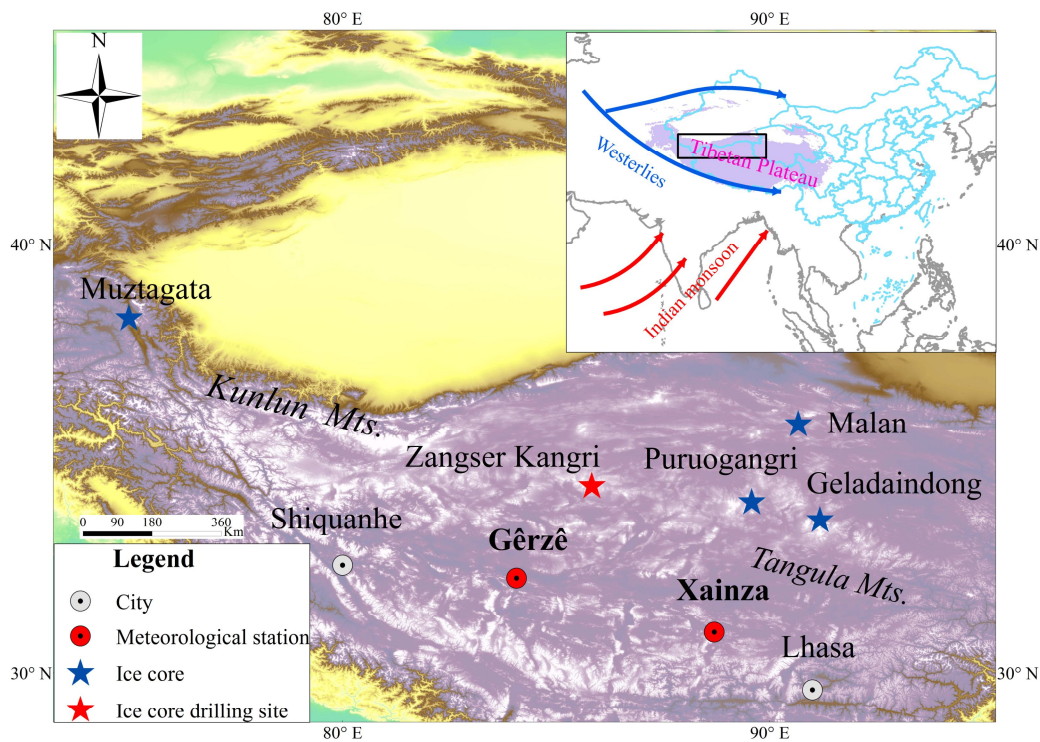 80° E
90° E
N
Westerlies
Tibetan Plateau
Indian monsoon
40° N
40° N
Muztagata
Kunlun Mts.
Malan
Zangser Kangri
Puruogangri
Geladaindong
Shiquanhe
0 90 180 360
Km
Gêrzê
Tangula Mts.
Xainza
Lhasa
Legend
City
Meteorological station
Ice core
Ice core drilling site
30° N
30° N
80° E
90° E